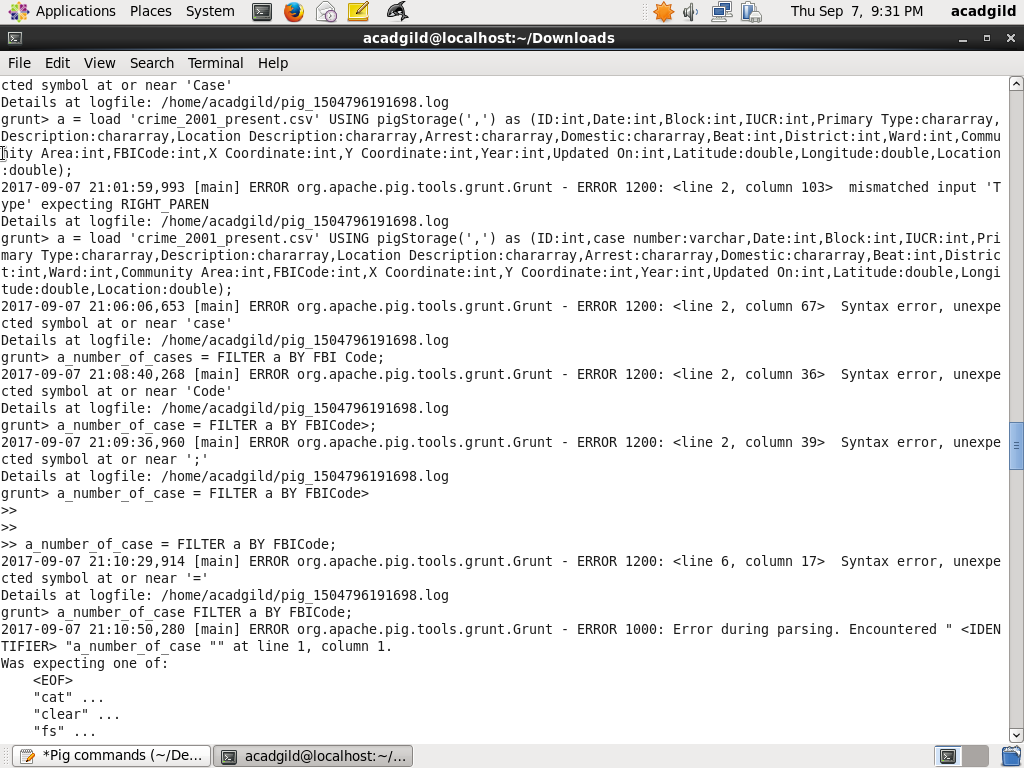 Applications Places System Thu Sep 7, 9:31 PM acadgild
acadgild@localhost:~/Downloads
File Edit View Search Terminal Help
cted symbol at or near 'Case'
Details at logfile: /home/acadgild/pig_1504796191698.log
grunt> a = load 'crime_2001_present.csv' USING pigStorage(',') as (ID:int,Date:int,Block:int,IUCR:int,Primary Type:chararray,
Description:chararray,Location Description:chararray,Arrest:chararray,Domestic:chararray,Beat:int,District:int,Ward:int,Commu
nity Area:int,FBICode:int,X Coordinate:int,Y Coordinate:int,Year:int,Updated On:int,Latitude:double,Longitude:double,Location
:double);
2017-09-07 21:01:59,993 [main] ERROR org.apache.pig.tools.grunt.Grunt - ERROR 1200: <line 2, column 103>  mismatched input 'T
ype' expecting RIGHT_PAREN
Details at logfile: /home/acadgild/pig_1504796191698.log
grunt> a = load 'crime_2001_present.csv' USING pigStorage(',') as (ID:int,case number:varchar,Date:int,Block:int,IUCR:int,Pri
mary Type:chararray,Description:chararray,Location Description:chararray,Arrest:chararray,Domestic:chararray,Beat:int,Distric
t:int,Ward:int,Community Area:int,FBICode:int,X Coordinate:int,Y Coordinate:int,Year:int,Updated On:int,Latitude:double,Longi
tude:double,Location:double);
2017-09-07 21:06:06,653 [main] ERROR org.apache.pig.tools.grunt.Grunt - ERROR 1200: <line 2, column 67>  Syntax error, unexpe
cted symbol at or near 'case'
Details at logfile: /home/acadgild/pig_1504796191698.log
grunt> a_number_of_cases = FILTER a BY FBI Code;
2017-09-07 21:08:40,268 [main] ERROR org.apache.pig.tools.grunt.Grunt - ERROR 1200: <line 2, column 36>  Syntax error, unexpe
cted symbol at or near 'Code'
Details at logfile: /home/acadgild/pig_1504796191698.log
grunt> a_number_of_case = FILTER a BY FBICode>;
2017-09-07 21:09:36,960 [main] ERROR org.apache.pig.tools.grunt.Grunt - ERROR 1200: <line 2, column 39>  Syntax error, unexpe
cted symbol at or near ';'
Details at logfile: /home/acadgild/pig_1504796191698.log
grunt> a_number_of_case = FILTER a BY FBICode>
>>
>>
>> a_number_of_case = FILTER a BY FBICode;
2017-09-07 21:10:29,914 [main] ERROR org.apache.pig.tools.grunt.Grunt - ERROR 1200: <line 6, column 17>  Syntax error, unexpe
cted symbol at or near '='
Details at logfile: /home/acadgild/pig_1504796191698.log
grunt> a_number_of_case FILTER a BY FBICode;
2017-09-07 21:10:50,280 [main] ERROR org.apache.pig.tools.grunt.Grunt - ERROR 1000: Error during parsing. Encountered " <IDEN
TIFIER> "a_number_of_case "" at line 1, column 1.
Was expecting one of:
    <EOF>
    "cat" ...
    "clear" ...
    "fs" ...
*Pig commands (~/De... acadgild@localhost:~/...